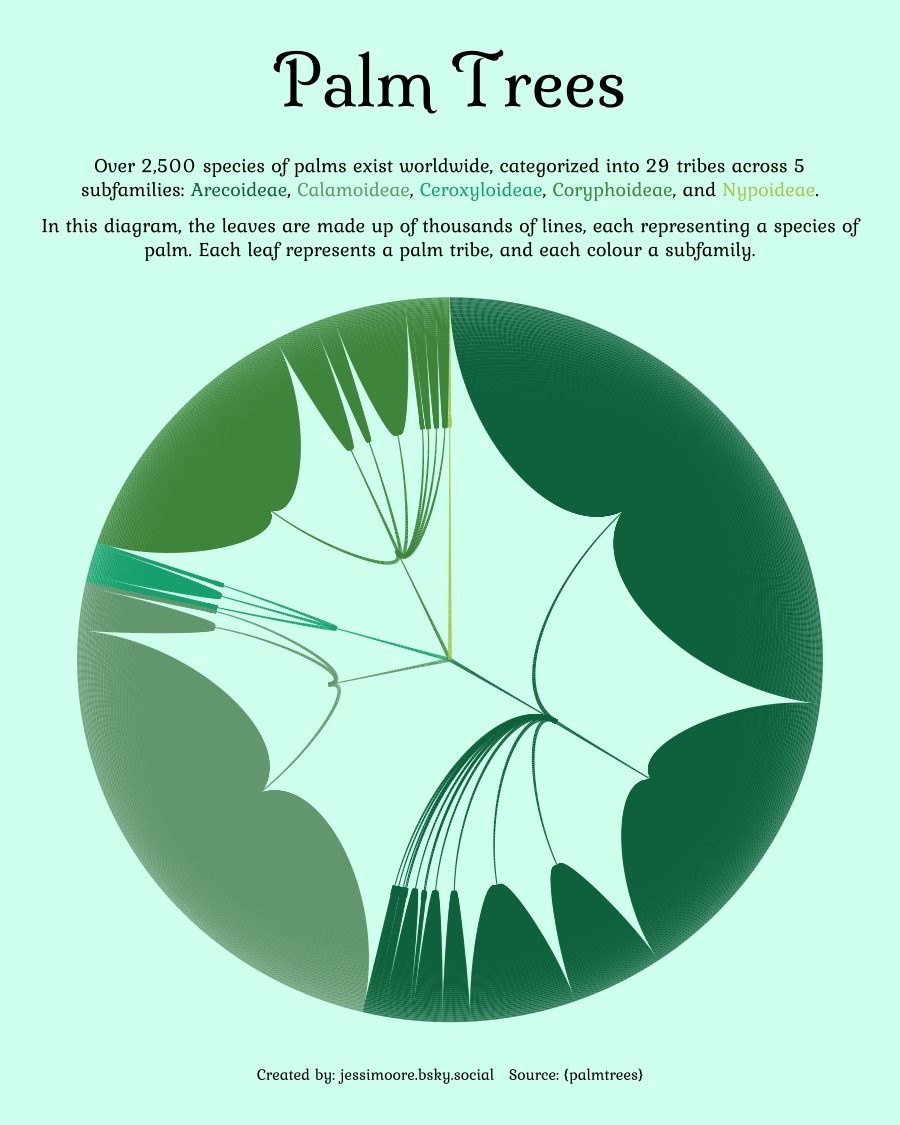 Palm Trees
Over 2,500 species of palms exist worldwide, categorized into 29 tribes across 5
subfamilies: Arecoideae, Calamoideae, Ceroxyloideae, Coryphoideae, and Nypoideae.
In this diagram, the leaves are made up of thousands of lines, each representing a species of
palm. Each leaf represents a palm tribe, and each colour a subfamily.
Created by: jessimoore.bsky.social Source: {palmtrees}